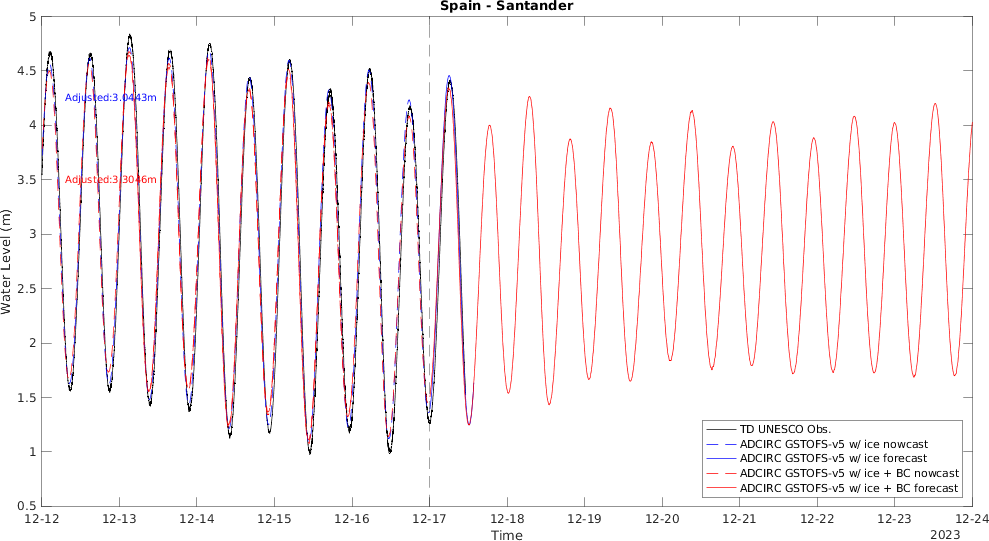 Spain - Santander
Water Level (m)
5
4.5
4
3.5
3
2.5
2
1.5
1
0.5
Adjusted:3.0443m
Adjusted:3.3046m
TD UNESCO Obs.
ADCIRC GSTOFS-v5 w/ ice nowcast
ADCIRC GSTOFS-v5 w/ ice forecast
ADCIRC GSTOFS-v5 w/ ice + BC nowcast
ADCIRC GSTOFS-v5 w/ ice + BC forecast
12-12 12-13 12-14 12-15 12-16 12-17 12-18 12-19 12-20 12-21 12-22 12-23 12-24
Time
2023